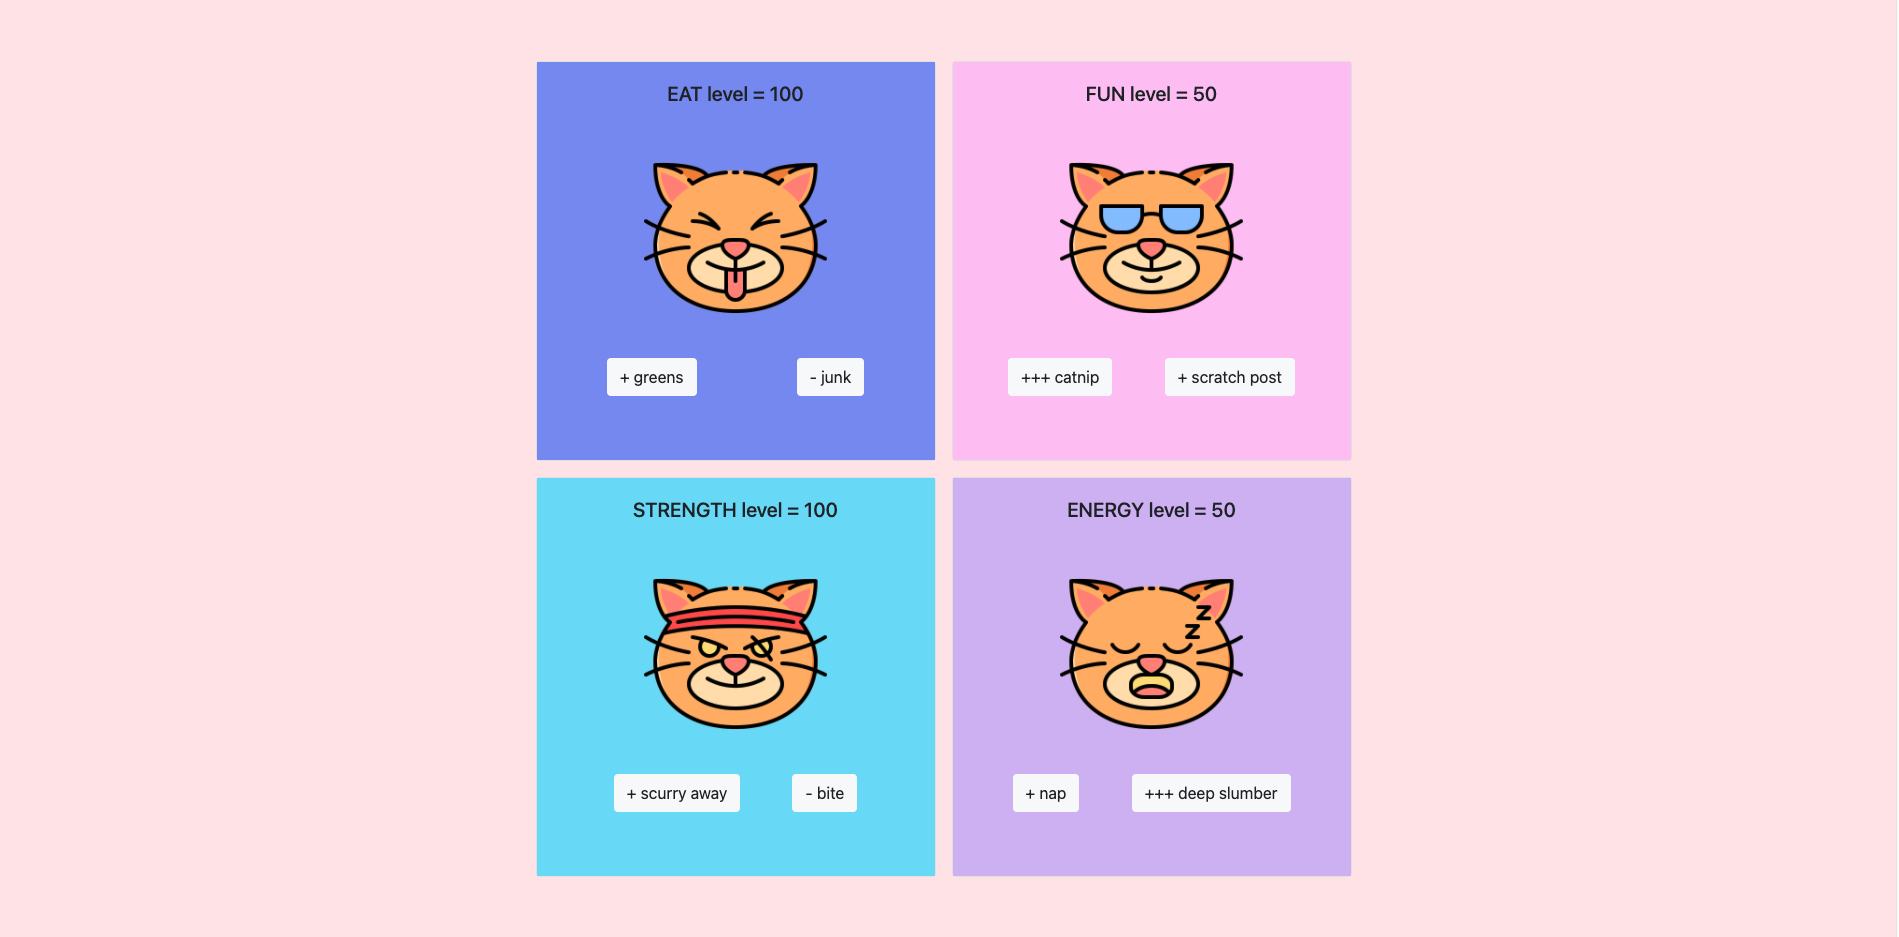 EAT level = 100
FUN level = 50
+ greens
- junk
+++ catnip
+ scratch post
STRENGTH level = 100
ENERGY level = 50
z
z
+ scurry away
- bite
+ nap
+++ deep slumber